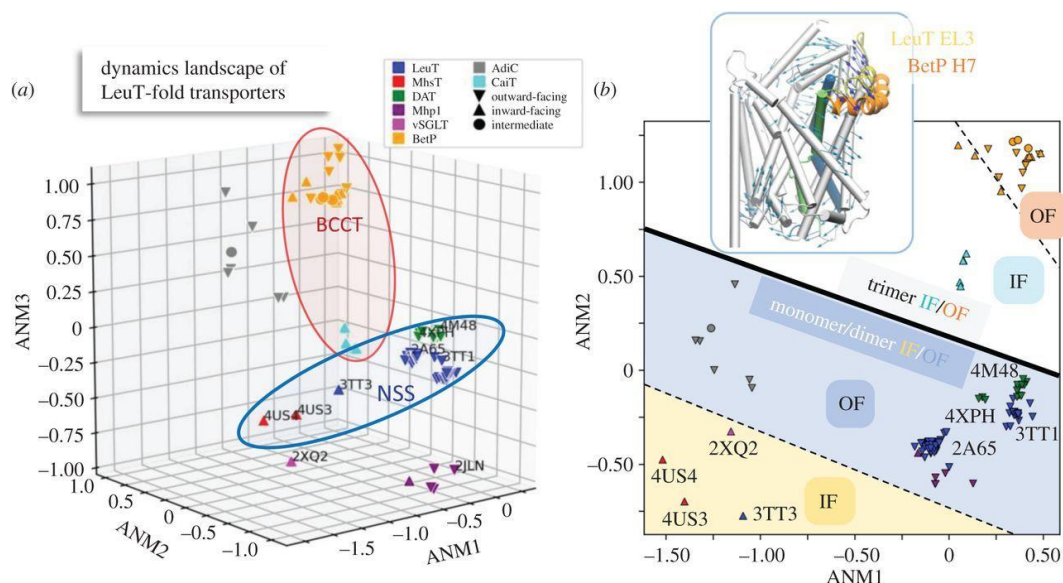 (a)
dynamics landscape of
LeuT-fold transporters
LeuT
MhsT
DAT
Mhp1
vSGLT
BetP
AdiC
CaiT
outward-facing
inward-facing
intermediate
1.00
0.75
0.50
0.25
0
−0.25
−0.50
−0.75
−1.00
ANM3
BCCT
4M48
4XPH
2A65
3TT1
3TT3
NSS
4US4
4US3
2XQ2
2JLN
1.0
0.5
0
−0.5
−1.0
ANM2
−1.5
−1.0
−0.5
0
ANM1
(b)
LeuT EL3
BetP H7
1.00
0.50
0
−0.50
ANM2
OF
IF
trimer IF/OF
monomer/dimer IF/OF
4M48
OF
4XPH
3TT1
2A65
2XQ2
4US4
4US3
3TT3
IF
−1.50
−1.00
−0.50
0
0.50
ANM1